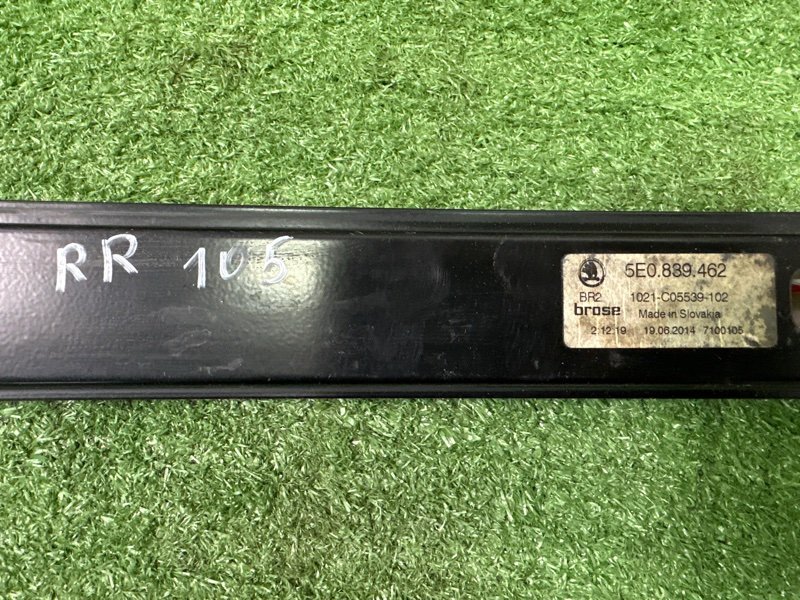 RR 105
5E0.839.462
BR2 1021-C05539-102
brose Made in Slovakia
2.12.19 19.06.2014 7100105